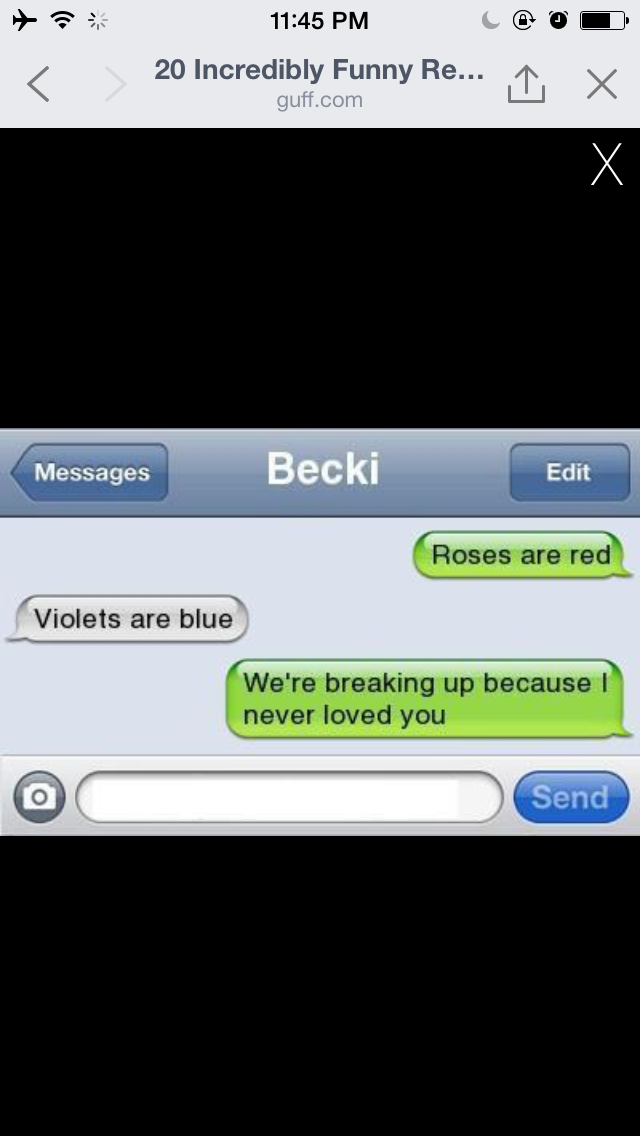 11:45 PM
20 Incredibly Funny Re...
guff.com
X
Messages
Becki
Edit
Roses are red
Violets are blue
We're breaking up because I
never loved you
Send